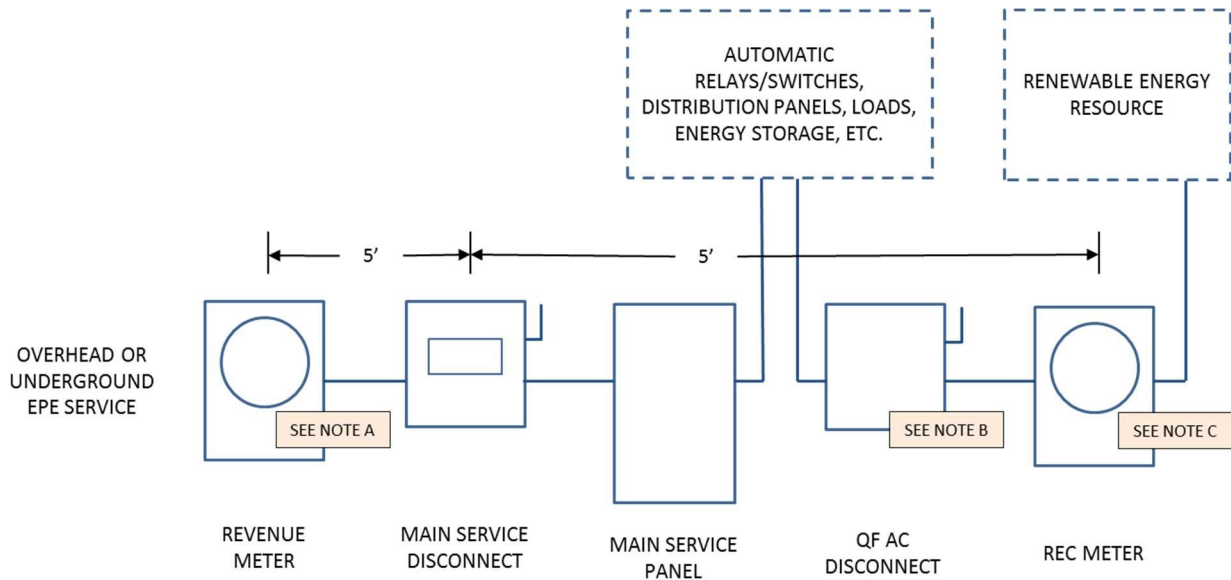 AUTOMATIC
RELAYS/SWITCHES,
DISTRIBUTION PANELS, LOADS,
ENERGY STORAGE, ETC.
RENEWABLE ENERGY
RESOURCE
5’
5’
OVERHEAD OR
UNDERGROUND
EPE SERVICE
SEE NOTE A
SEE NOTE B
SEE NOTE C
REVENUE
METER
MAIN SERVICE
DISCONNECT
MAIN SERVICE
PANEL
QF AC
DISCONNECT
REC METER